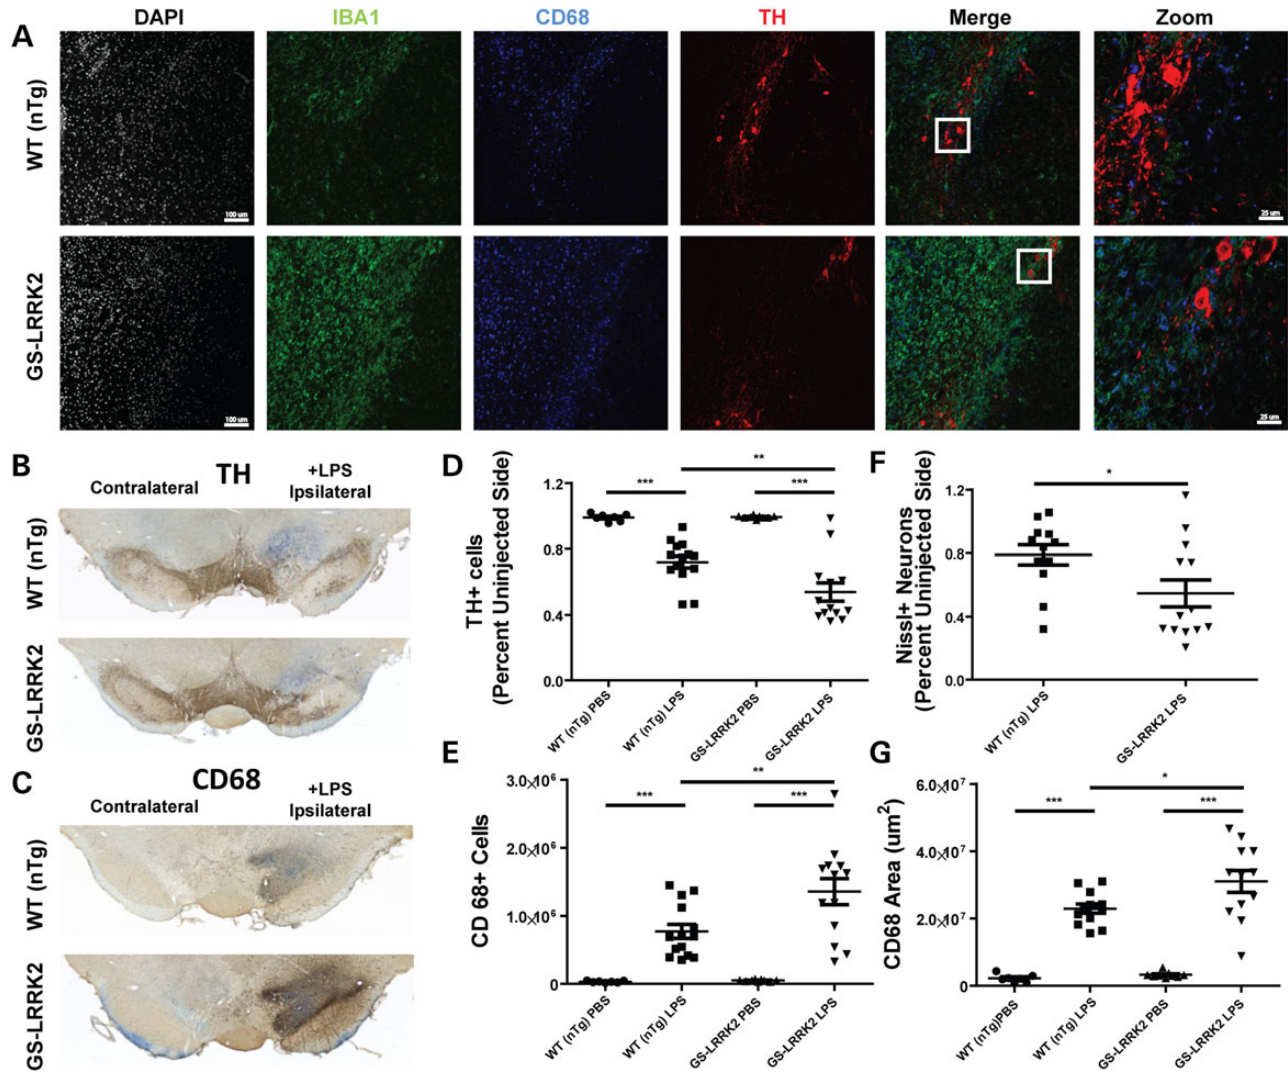 DAPI IBA1 CD68 TH Merge Zoom
A
WT (nTg)
100 um
100 um
25 um
GS-LRRK2
100 um
25 um
B
TH
Contralateral
+LPS
Ipsilateral
WT (nTg)
GS-LRRK2
C
CD68
Contralateral
+LPS
Ipsilateral
WT (nTg)
GS-LRRK2
D
TH+ cells
(Percent Uninjected Side)
**
*** ***
1.2
0.8
0.4
0.0
WT (nTg) PBS
WT (nTg) LPS
GS-LRRK2 PBS
GS-LRRK2 LPS
F
Nissl+ Neurons
(Percent Uninjected Side)
*
1.2
0.8
0.4
0.0
WT (nTg) LPS
GS-LRRK2 LPS
E
CD 68+ Cells
**
*** ***
3.0×10⁶
2.0×10⁶
1.0×10⁶
0
WT (nTg) PBS
WT (nTg) LPS
GS-LRRK2 PBS
GS-LRRK2 LPS
G
CD68 Area (um²)
*
*** ***
6.0×10⁷
4.0×10⁷
2.0×10⁷
0
WT (nTg)PBS
WT (nTg) LPS
GS-LRRK2 PBS
GS-LRRK2 LPS